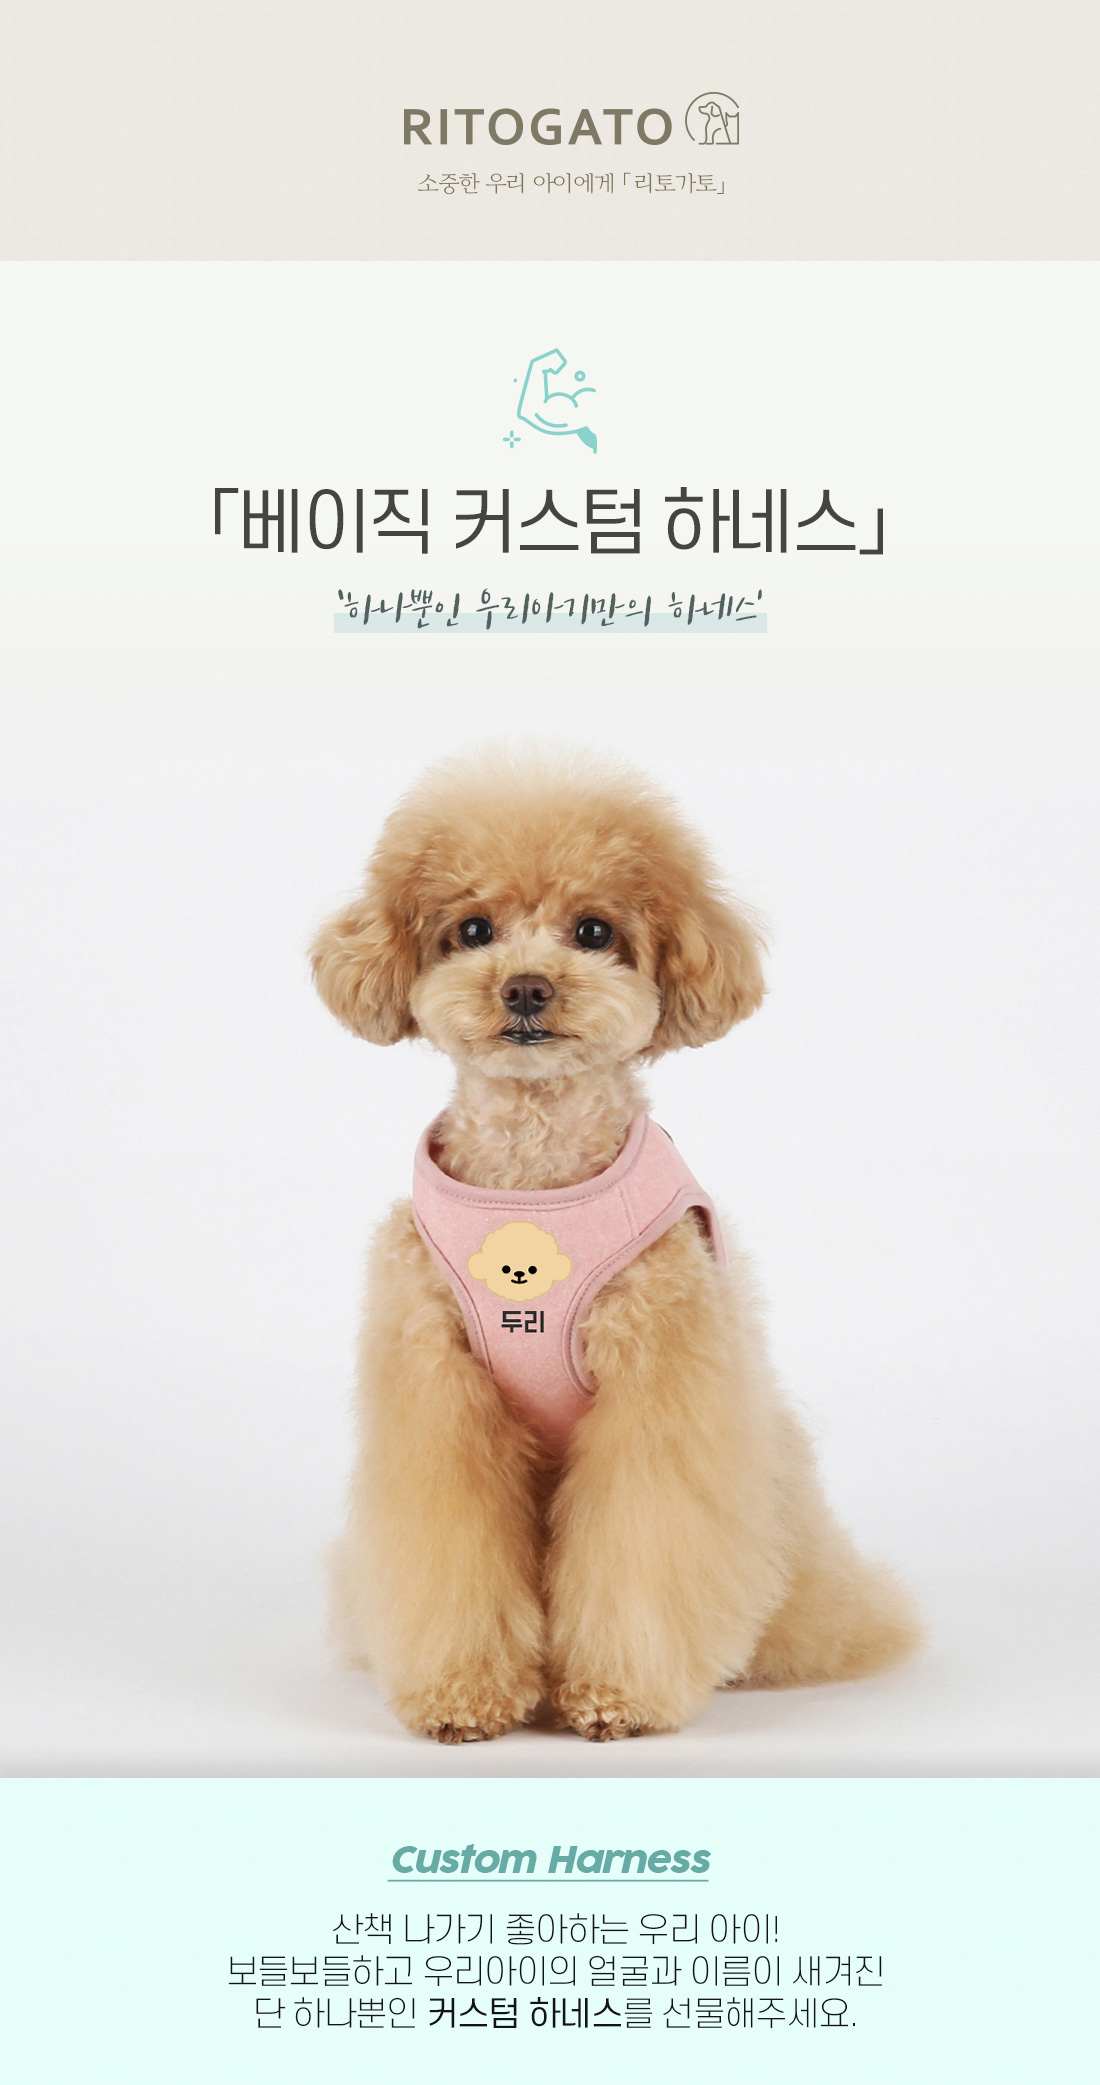 RITOGATO
소중한 우리 아이에게 「리토가토」
「베이직 커스텀 하네스」
'하나뿐인 우리아기만의 하네스'
두리
Custom Harness
산책 나가기 좋아하는 우리 아이!
보들보들하고 우리아이의 얼굴과 이름이 새겨진
단 하나뿐인 커스텀 하네스를 선물해주세요.